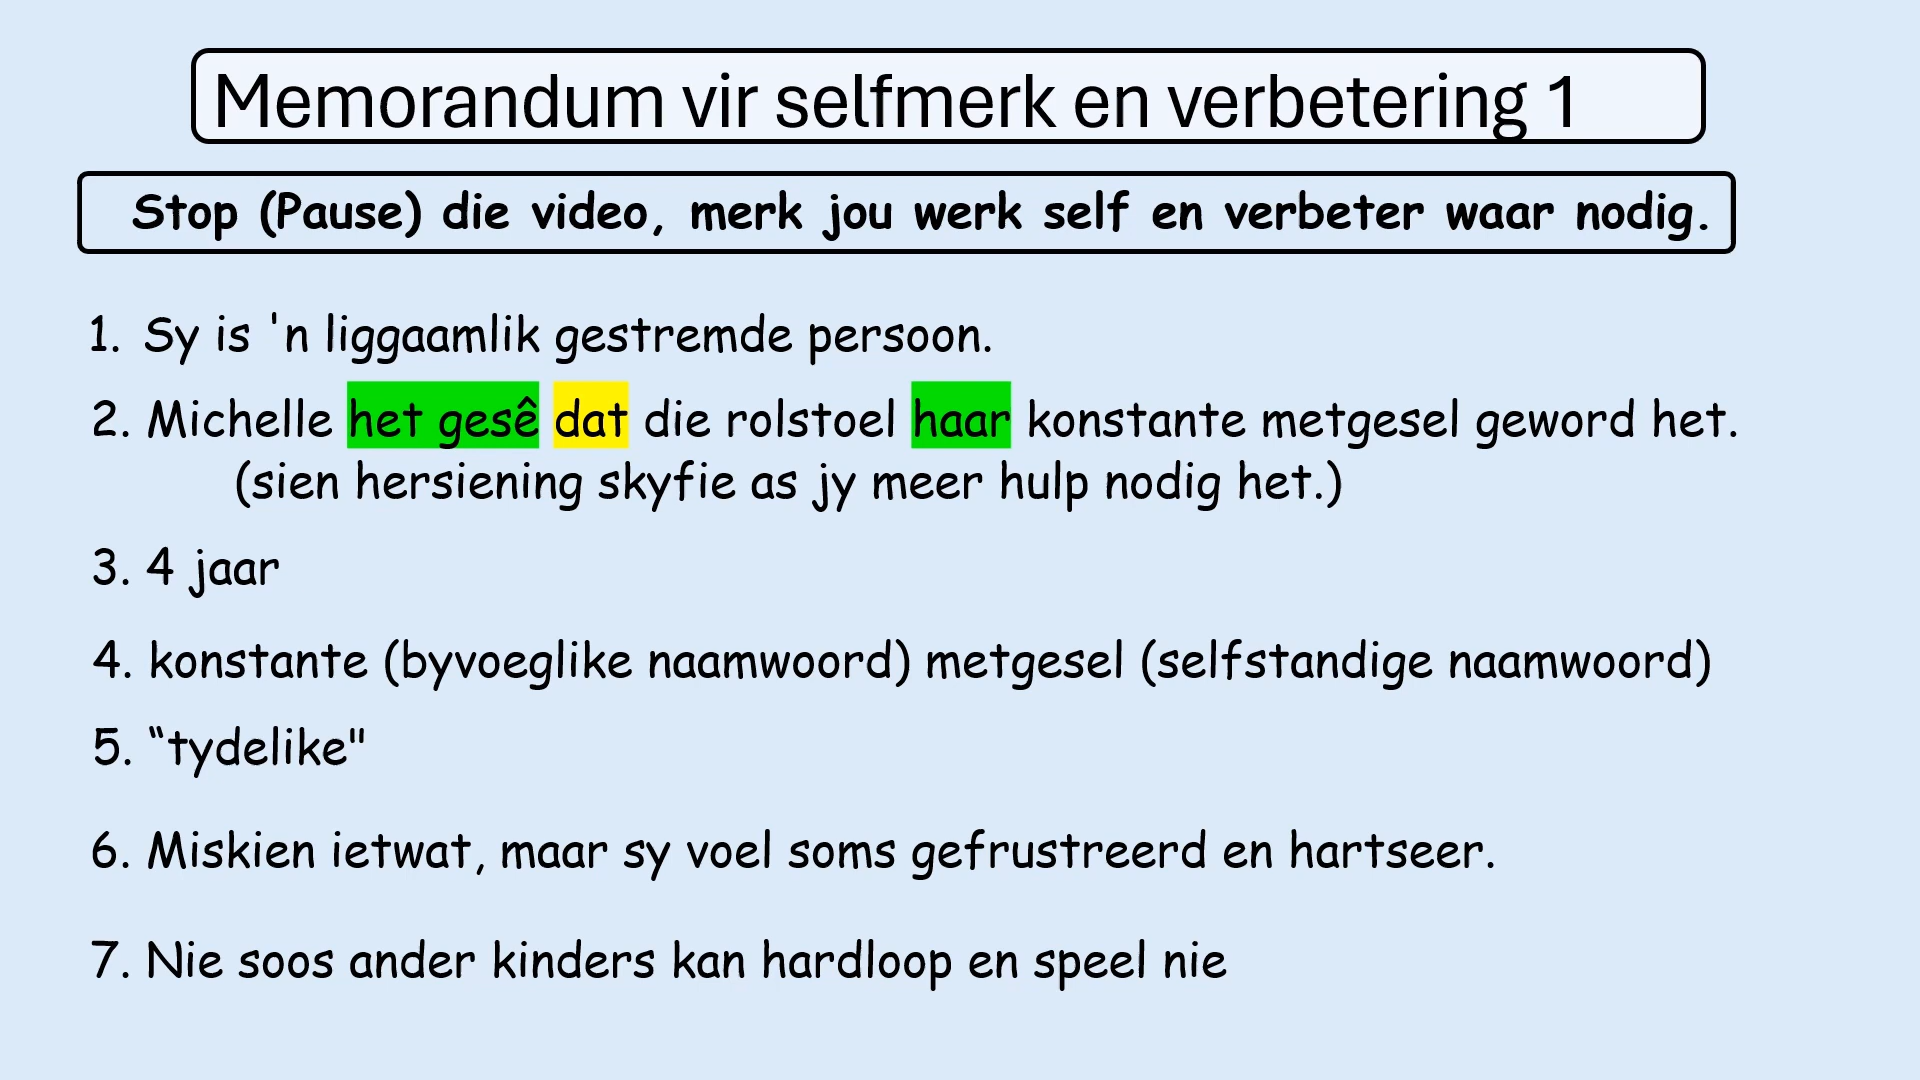 Memorandum vir selfmerk en verbetering 1
Stop (Pause) die video, merk jou werk self en verbeter waar nodig.
1. Sy is 'n liggaamlik gestremde persoon.
2. Michelle het gesê dat die rolstoel haar konstante metgesel geword het.
(sien hersiening skyfie as jy meer hulp nodig het.)
3. 4 jaar
4. konstante (byvoeglike naamwoord) metgesel (selfstandige naamwoord)
5. “tydelike"
6. Miskien ietwat, maar sy voel soms gefrustreerd en hartseer.
7. Nie soos ander kinders kan hardloop en speel nie